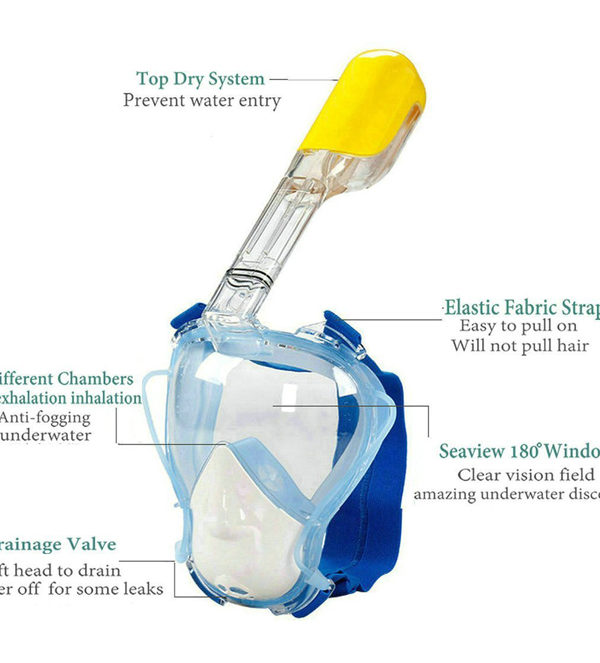 Top Dry System
Prevent water entry
Elastic Fabric Strap
Easy to pull on
Will not pull hair
ifferent Chambers
exhalation inhalation
Anti-fogging
underwater
Seaview 180°Windo
Clear vision field
amazing underwater disco
rainage Valve
ft head to drain
er off for some leaks